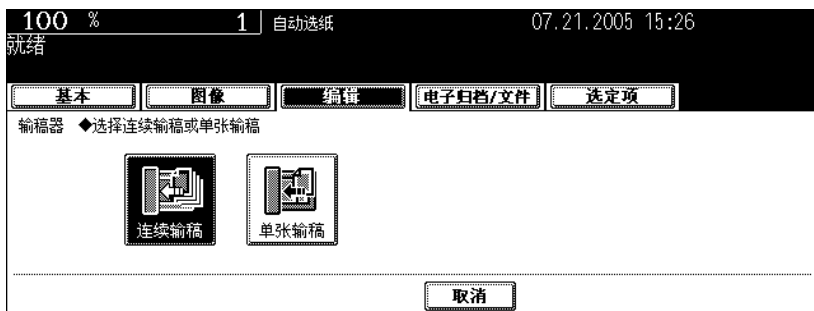 100 % 1 自动选纸 07.21.2005 15:26
就绪
基本 图像 编辑 电子归档/文件 选定项
输稿器 ◆选择连续输稿或单张输稿
连续输稿 单张输稿
取消